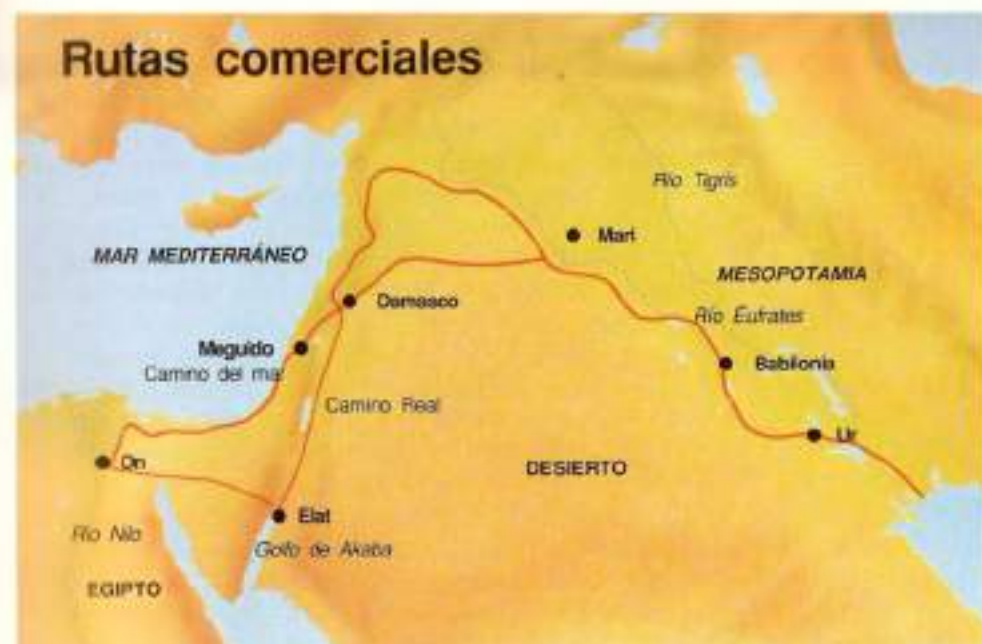 Rutas comerciales
Río Tigris
Mari
MAR MEDITERRÁNEO
MESOPOTAMIA
Damasco
Río Eufrates
Meguido
Babilonia
Camino del mar
Camino Real
Ur
On
DESIERTO
Elat
Río Nilo
Golfo de Akaba
EGIPTO